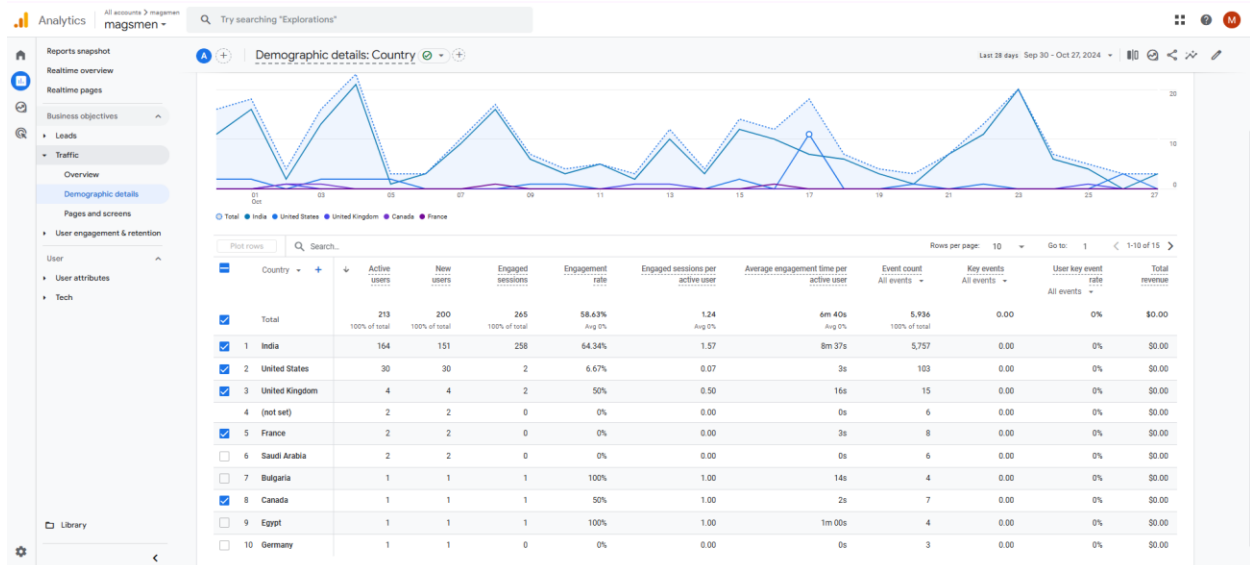 Analytics
All accounts > magsmen
magsmen
Try searching "Explorations"
M
Reports snapshot
Realtime overview
Realtime pages
Business objectives
Leads
Traffic
Overview
Demographic details
Pages and screens
User engagement & retention
User
User attributes
Tech
Library
A
Demographic details: Country
Last 28 days Sep 30 - Oct 27, 2024
20
10
0
01 03 05 07 09 11 13 15 17 19 21 23 25 27
Oct
Total India United States United Kingdom Canada France
Plot rows Search... Rows per page: 10 Go to: 1 1-10 of 15
Country Active users New users Engaged sessions Engagement rate Engaged sessions per active user Average engagement time per active user Event count All events Key events All events User key event rate All events Total revenue
Total 213 200 265 58.63% 1.24 6m 40s 5,936 0.00 0% $0.00
100% of total 100% of total 100% of total Avg 0% Avg 0% Avg 0% 100% of total
1 India 164 151 258 64.34% 1.57 8m 37s 5,757 0.00 0% $0.00
2 United States 30 30 2 6.67% 0.07 3s 103 0.00 0% $0.00
3 United Kingdom 4 4 2 50% 0.50 16s 15 0.00 0% $0.00
4 (not set) 2 2 0 0% 0.00 0s 6 0.00 0% $0.00
5 France 2 2 0 0% 0.00 3s 8 0.00 0% $0.00
6 Saudi Arabia 2 2 0 0% 0.00 0s 6 0.00 0% $0.00
7 Bulgaria 1 1 1 100% 1.00 14s 4 0.00 0% $0.00
8 Canada 1 1 1 50% 1.00 2s 7 0.00 0% $0.00
9 Egypt 1 1 1 100% 1.00 1m 00s 4 0.00 0% $0.00
10 Germany 1 1 0 0% 0.00 0s 3 0.00 0% $0.00